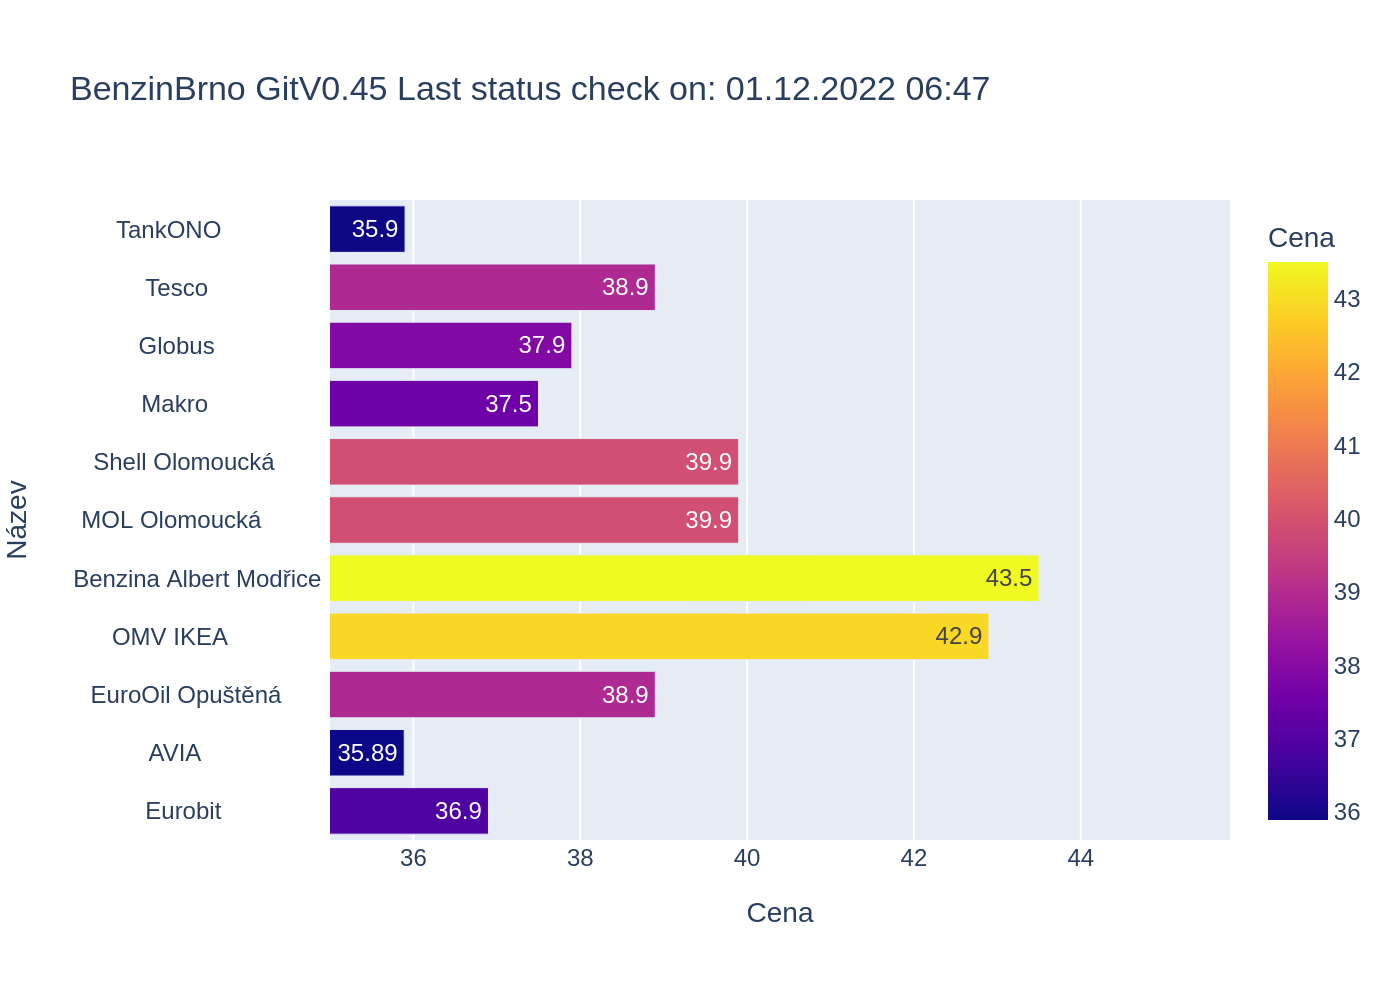 BenzinBrno GitV0.45 Last status check on: 01.12.2022 06:47
TankONO 35.9
Tesco 38.9
Globus 37.9
Makro 37.5
Shell Olomoucká 39.9
MOL Olomoucká 39.9
Benzina Albert Modřice 43.5
OMV IKEA 42.9
EuroOil Opuštěná 38.9
AVIA 35.89
Eurobit 36.9
Název
36 38 40 42 44
Cena
Cena
43
42
41
40
39
38
37
36